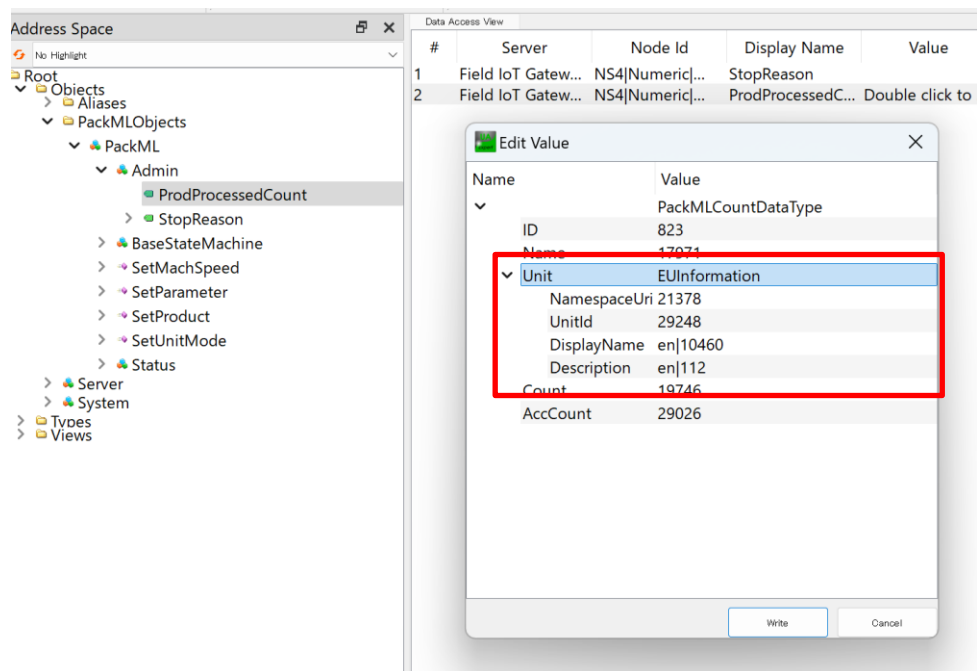 Address Space
No Highlight
Root
Objects
Aliases
PackMLObjects
PackML
Admin
ProdProcessedCount
StopReason
BaseStateMachine
SetMachSpeed
SetParameter
SetProduct
SetUnitMode
Status
Server
System
Types
Views
Data Access View
# Server Node Id Display Name Value
1 Field IoT Gatew... NS4|Numeric|... StopReason
2 Field IoT Gatew... NS4|Numeric|... ProdProcessedC... Double click to
Edit Value
Name Value
PackMLCountDataType
ID 823
Name 17971
Unit EUInformation
NamespaceUri 21378
UnitId 29248
DisplayName en|10460
Description en|112
Count 19746
AccCount 29026
Write Cancel